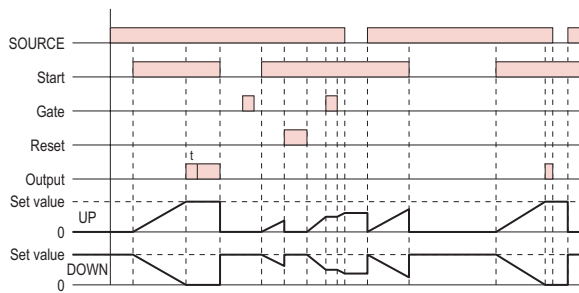 SOURCE
Start
Gate
Reset
t
Output
Set value
UP
0
Set value
DOWN
0